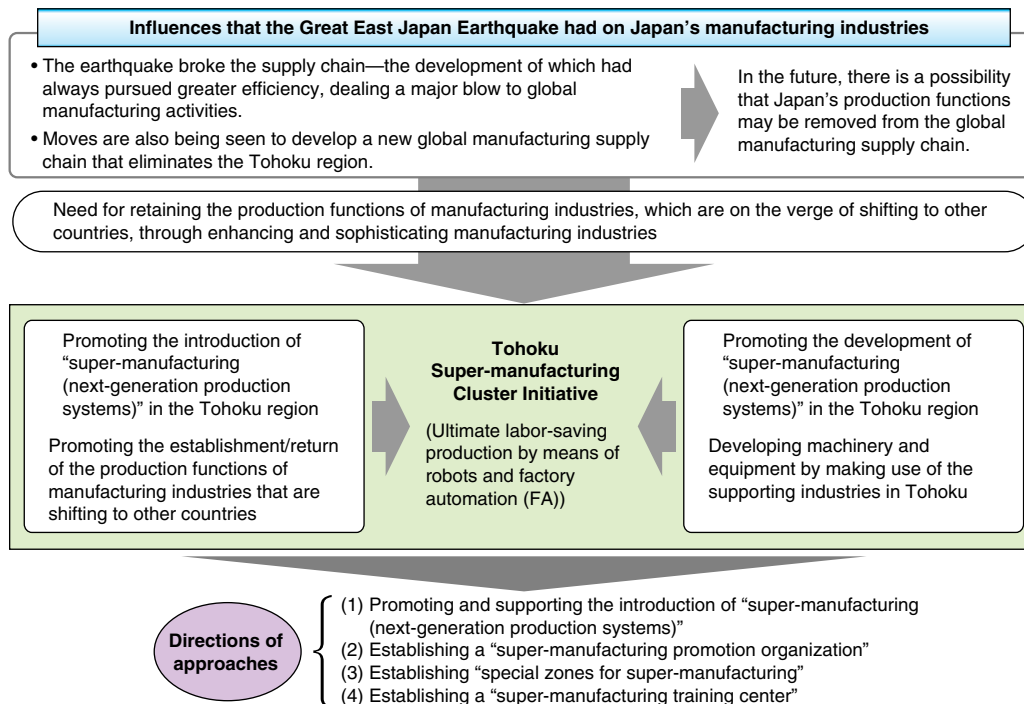 Influences that the Great East Japan Earthquake had on Japan's manufacturing industries
• The earthquake broke the supply chain—the development of which had
always pursued greater efficiency, dealing a major blow to global
manufacturing activities.
• Moves are also being seen to develop a new global manufacturing supply
chain that eliminates the Tohoku region.
In the future, there is a possibility
that Japan's production functions
may be removed from the global
manufacturing supply chain.
Need for retaining the production functions of manufacturing industries, which are on the verge of shifting to other
countries, through enhancing and sophisticating manufacturing industries
Promoting the introduction of
“super-manufacturing
(next-generation production
systems)” in the Tohoku region
Promoting the establishment/return
of the production functions of
manufacturing industries that are
shifting to other countries
Tohoku
Super-manufacturing
Cluster Initiative
(Ultimate labor-saving
production by means of
robots and factory
automation (FA))
Promoting the development of
“super-manufacturing
(next-generation production
systems)” in the Tohoku region
Developing machinery and
equipment by making use of the
supporting industries in Tohoku
Directions of
approaches
(1) Promoting and supporting the introduction of “super-manufacturing
(next-generation production systems)”
(2) Establishing a “super-manufacturing promotion organization”
(3) Establishing “special zones for super-manufacturing”
(4) Establishing a “super-manufacturing training center”